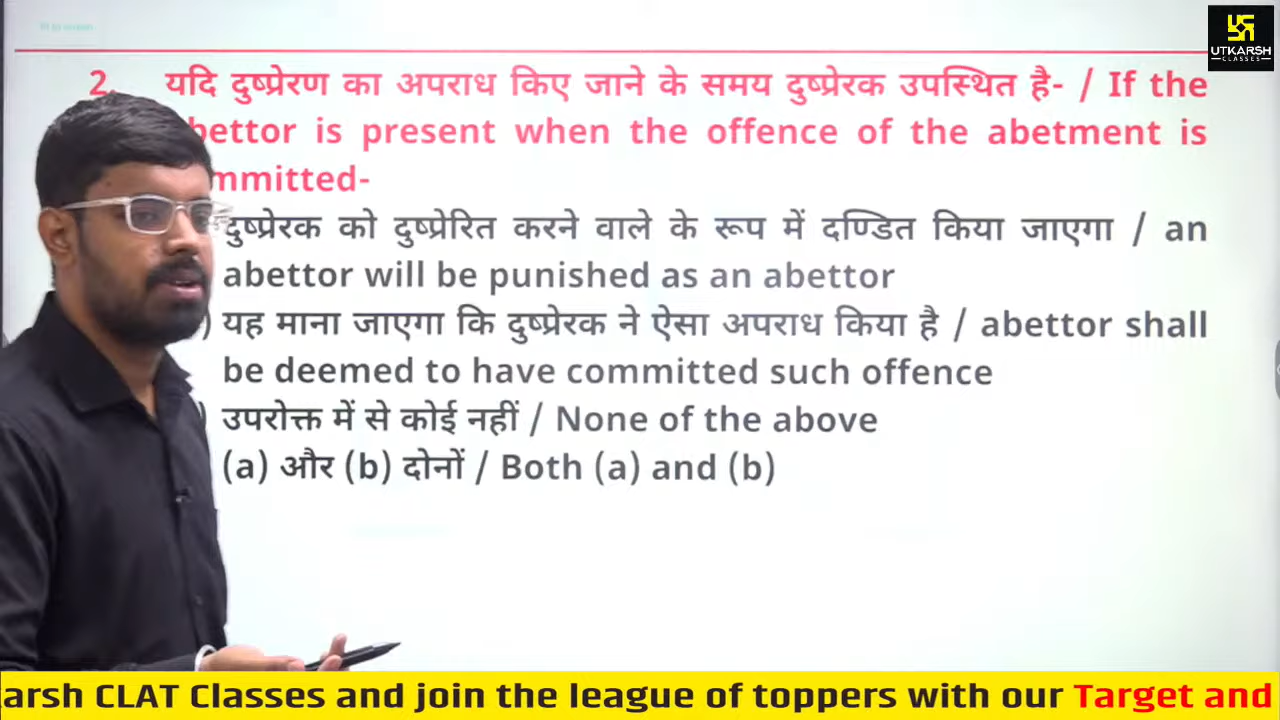 UTKARSH
CLASSES
2. यदि दुष्प्रेरण का अपराध किए जाने के समय दुष्प्रेरक उपस्थित है- / If the
bettor is present when the offence of the abetment is
mmitted-
दुष्प्रेरक को दुष्प्रेरित करने वाले के रूप में दण्डित किया जाएगा / an
abettor will be punished as an abettor
) यह माना जाएगा कि दुष्प्रेरक ने ऐसा अपराध किया है / abettor shall
be deemed to have committed such offence
) उपरोक्त में से कोई नहीं / None of the above
(a) और (b) दोनों / Both (a) and (b)
karsh CLAT Classes and join the league of toppers with our Target and